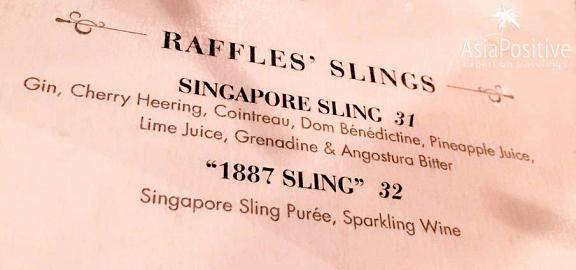 AsiaPositive
RAFFLES' SLINGS
SINGAPORE SLING 31
Gin, Cherry Heering, Cointreau, Dom Bénédictine, Pineapple Juice,
Lime Juice, Grenadine & Angostura Bitter
"1887 SLING" 32
Singapore Sling Purée, Sparkling Wine